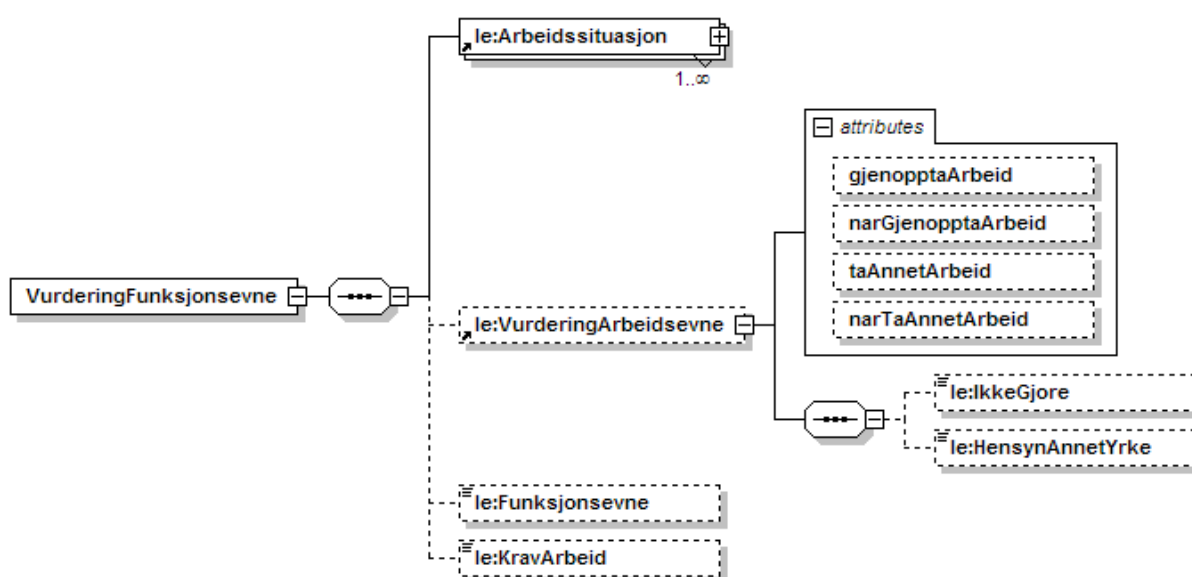 le:Arbeidssituasjon
1..∞
attributes
gjenopptaArbeid
narGjenopptaArbeid
taAnnetArbeid
narTaAnnetArbeid
VurderingFunksjonsevne
le:VurderingArbeidsevne
le:IkkeGjore
le:HensynAnnetYrke
le:Funksjonsevne
le:KravArbeid